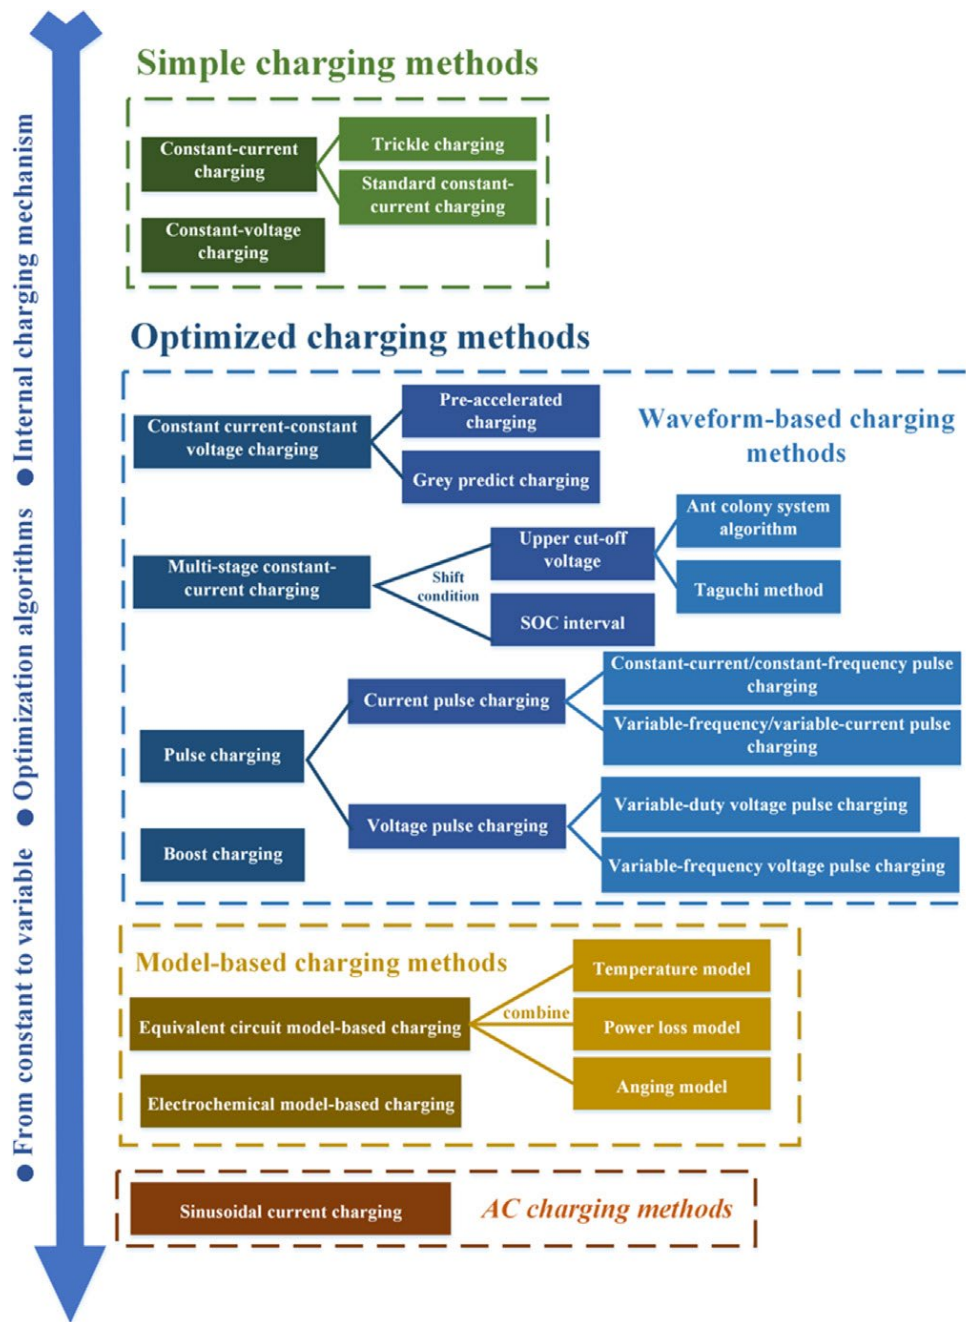 Simple charging methods
Constant-current
charging
Trickle charging
Standard constant-
current charging
Constant-voltage
charging
Optimized charging methods
Constant current-constant
voltage charging
Pre-accelerated
charging
Grey predict charging
Waveform-based charging
methods
Multi-stage constant-
current charging
Shift
condition
Upper cut-off
voltage
SOC interval
Ant colony system
algorithm
Taguchi method
Pulse charging
Current pulse charging
Constant-current/constant-frequency pulse
charging
Variable-frequency/variable-current pulse
charging
Voltage pulse charging
Variable-duty voltage pulse charging
Variable-frequency voltage pulse charging
Boost charging
Model-based charging methods
Equivalent circuit model-based charging
combine
Temperature model
Power loss model
Anging model
Electrochemical model-based charging
Sinusoidal current charging
AC charging methods
● From constant to variable ● Optimization algorithms ● Internal charging mechanism